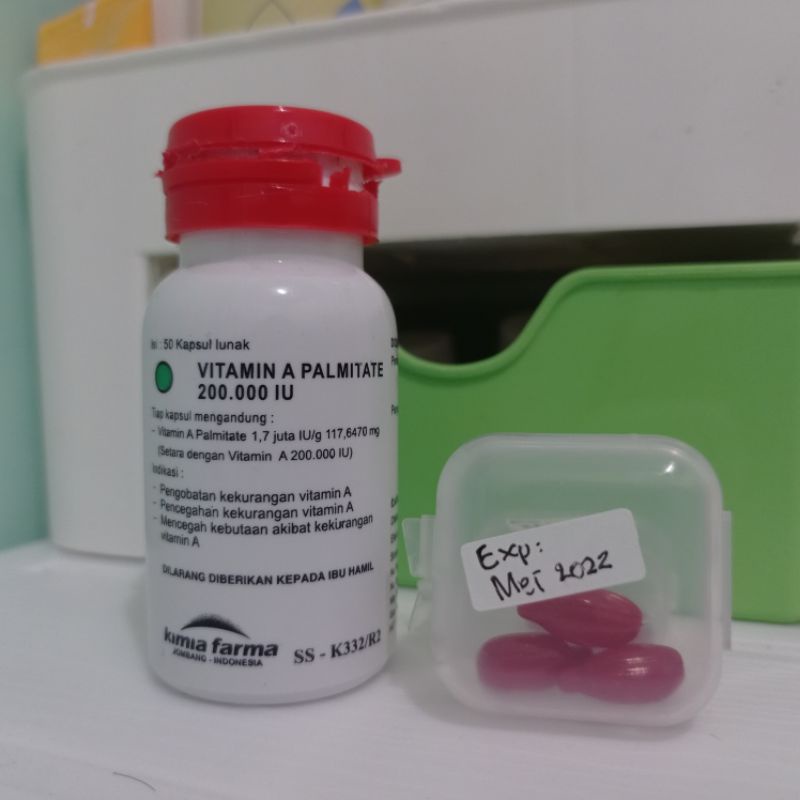 Isi : 50 Kapsul lunak
VITAMIN A PALMITATE
200.000 IU
Tiap kapsul mengandung :
- Vitamin A Palmitate 1,7 juta IU/g 117,6470 mg
(Setara dengan Vitamin A 200.000 IU)
Indikasi :
- Pengobatan kekurangan vitamin A
- Pencegahan kekurangan vitamin A
- Mencegah kebutaan akibat kekurangan
vitamin A
DILARANG DIBERIKAN KEPADA IBU HAMIL
kimia farma
JOMBANG - INDONESIA
SS - K332/R2
Exp:
Mei 2022